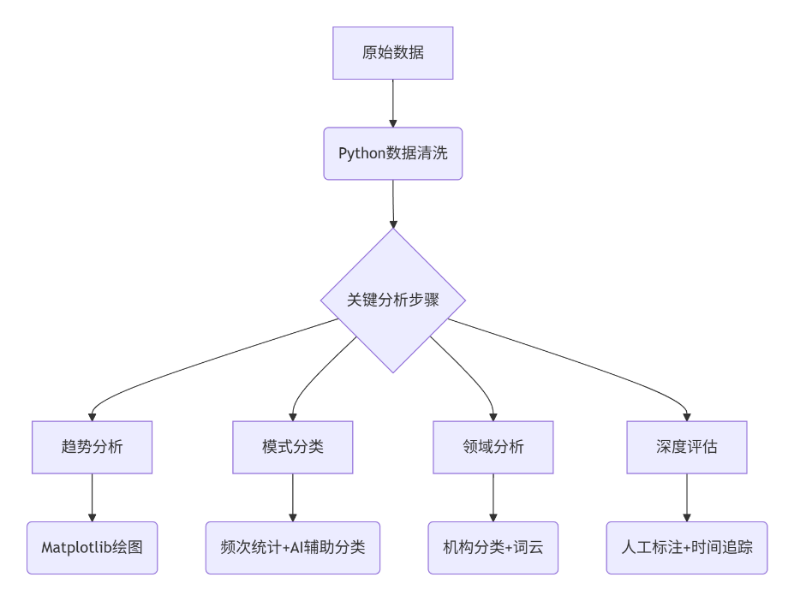 原始数据
Python数据清洗
关键分析步骤
趋势分析
模式分类
领域分析
深度评估
Matplotlib绘图
频次统计+AI辅助分类
机构分类+词云
人工标注+时间追踪